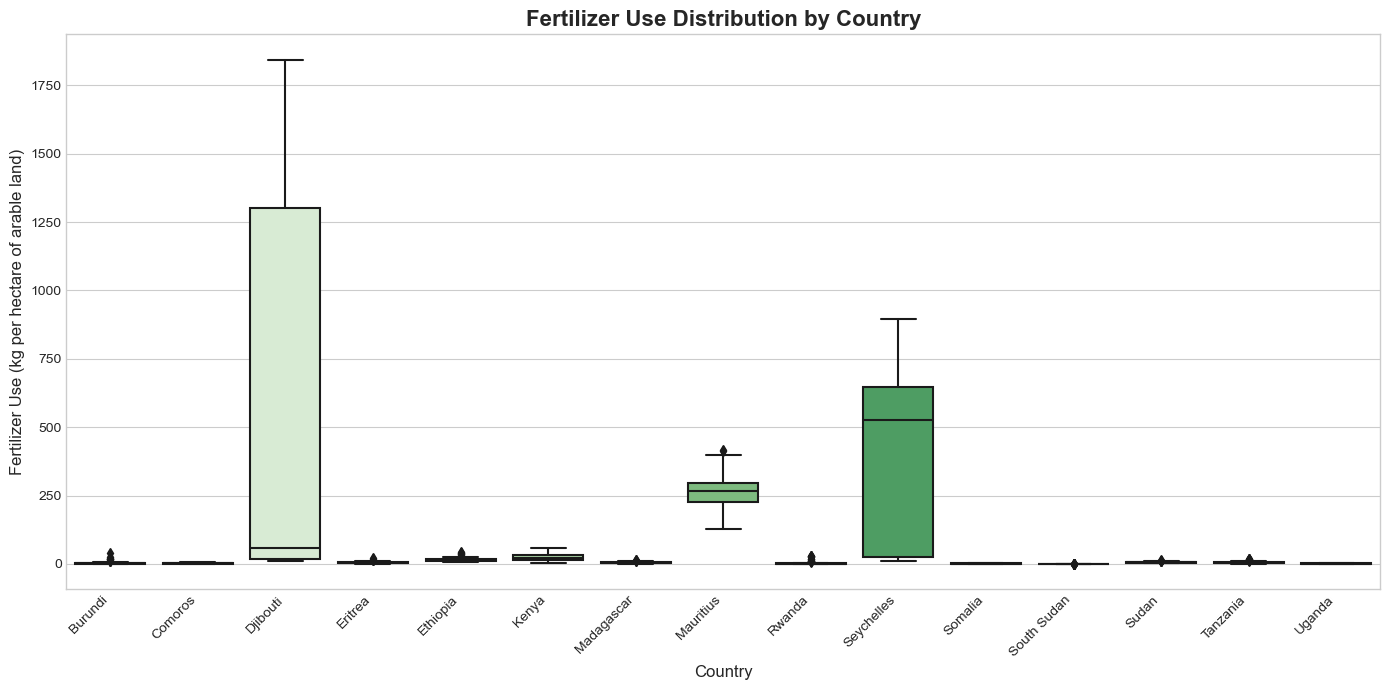 Fertilizer Use Distribution by Country
Fertilizer Use (kg per hectare of arable land)
1750
1500
1250
1000
750
500
250
0
Burundi
Comoros
Djibouti
Eritrea
Ethiopia
Kenya
Madagascar
Mauritius
Rwanda
Seychelles
Somalia
South Sudan
Sudan
Tanzania
Uganda
Country